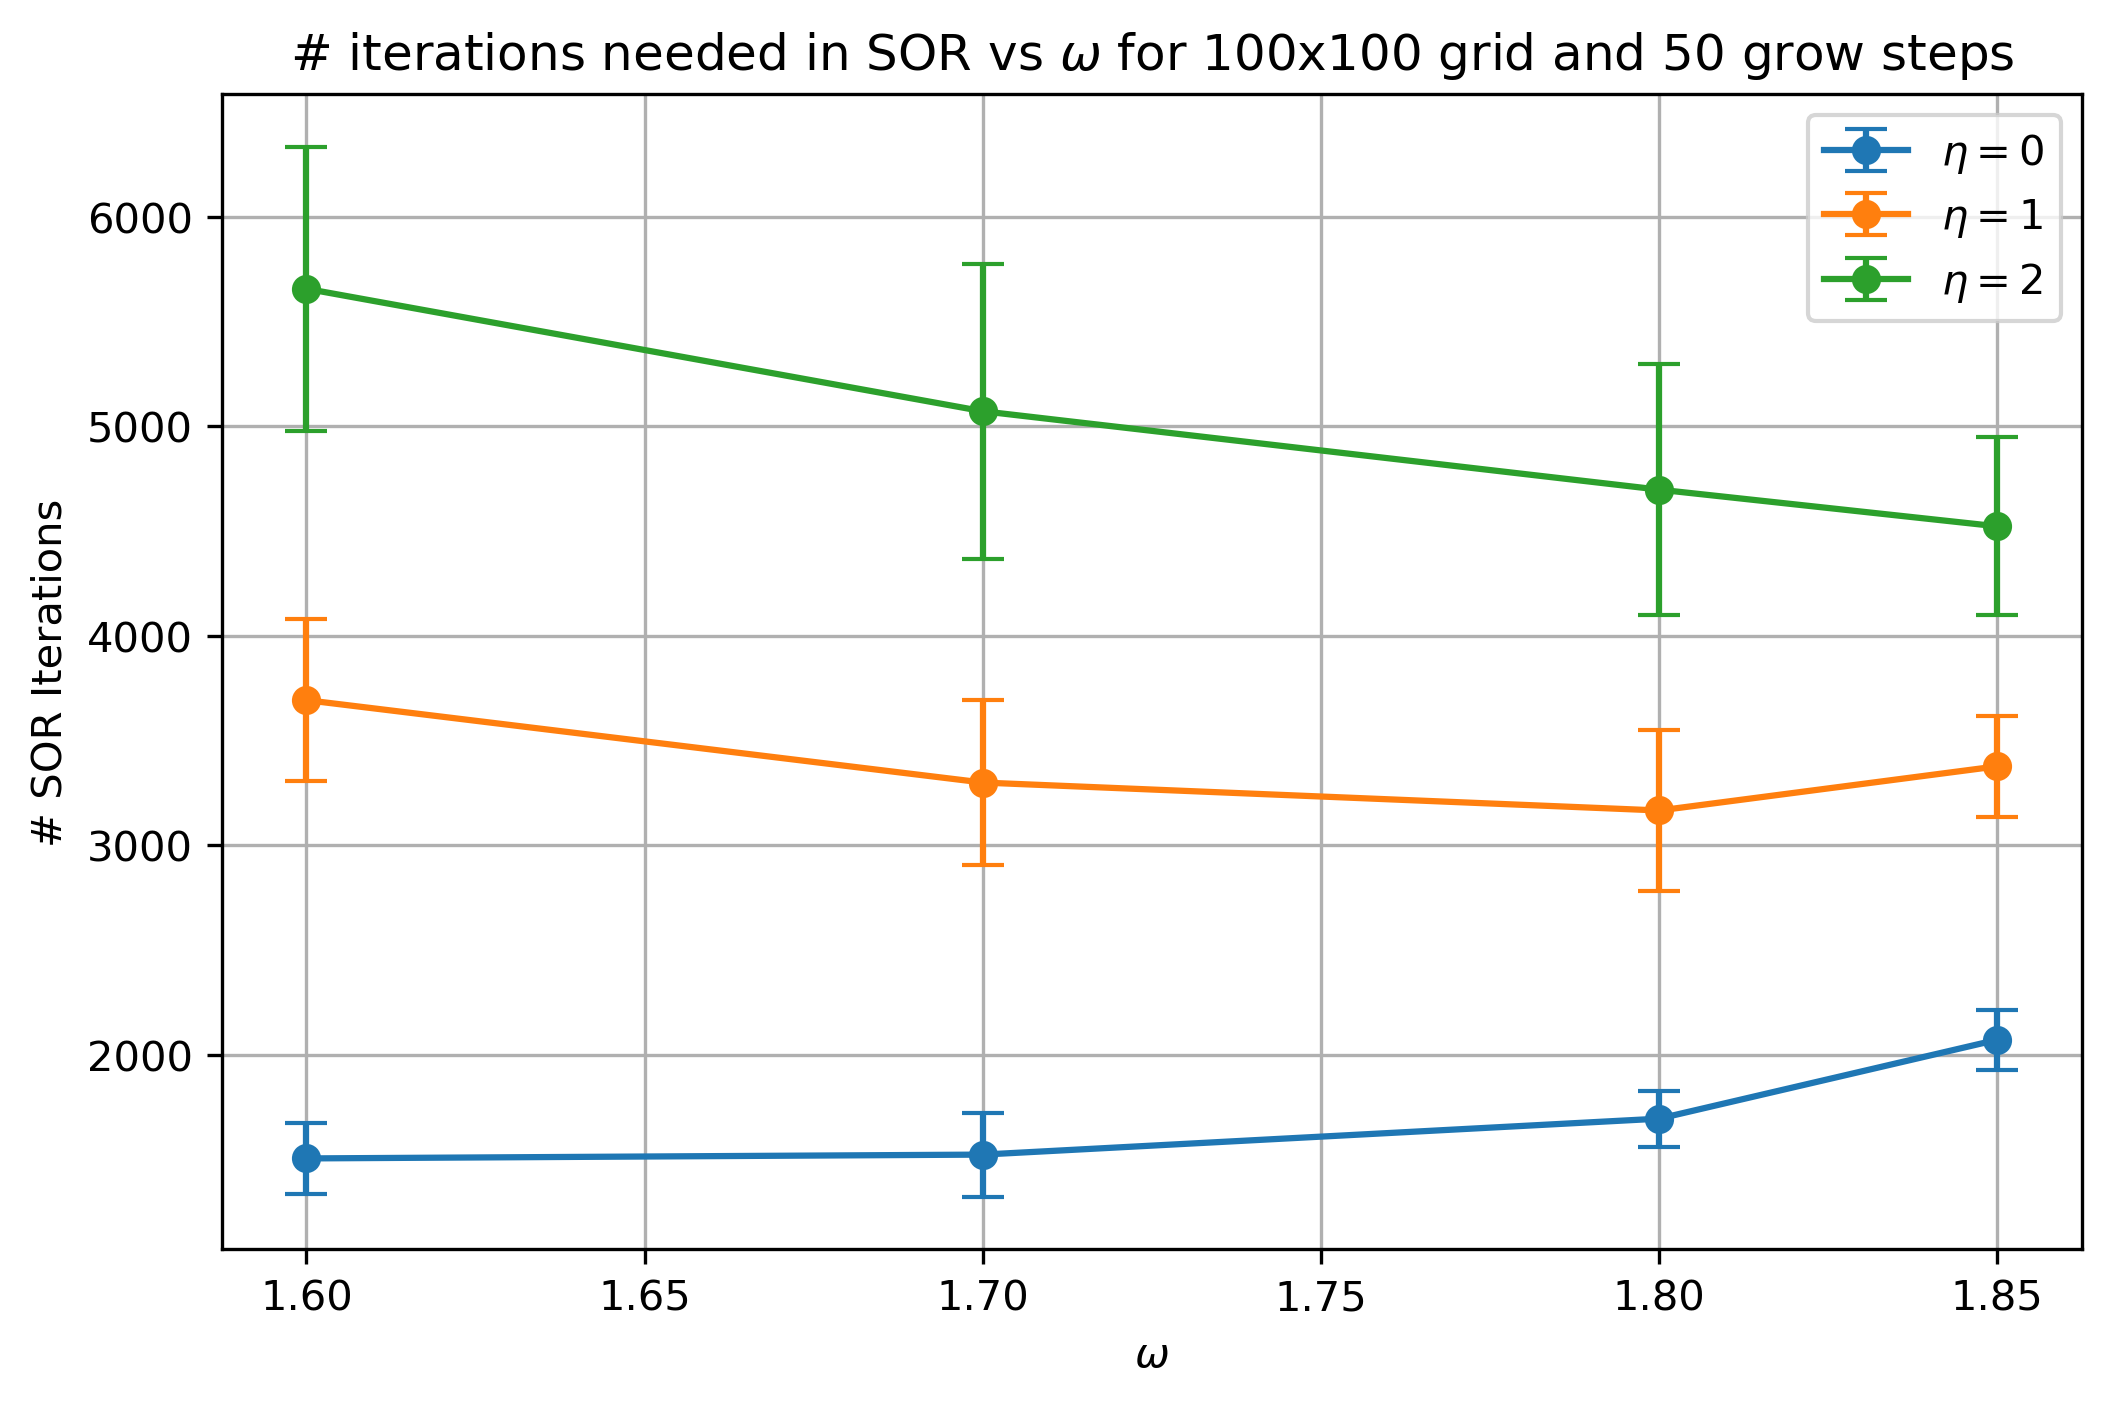 # iterations needed in SOR vs ω for 100x100 grid and 50 grow steps
η = 0
η = 1
η = 2
6000
5000
4000
3000
2000
# SOR Iterations
1.60 1.65 1.70 1.75 1.80 1.85
ω